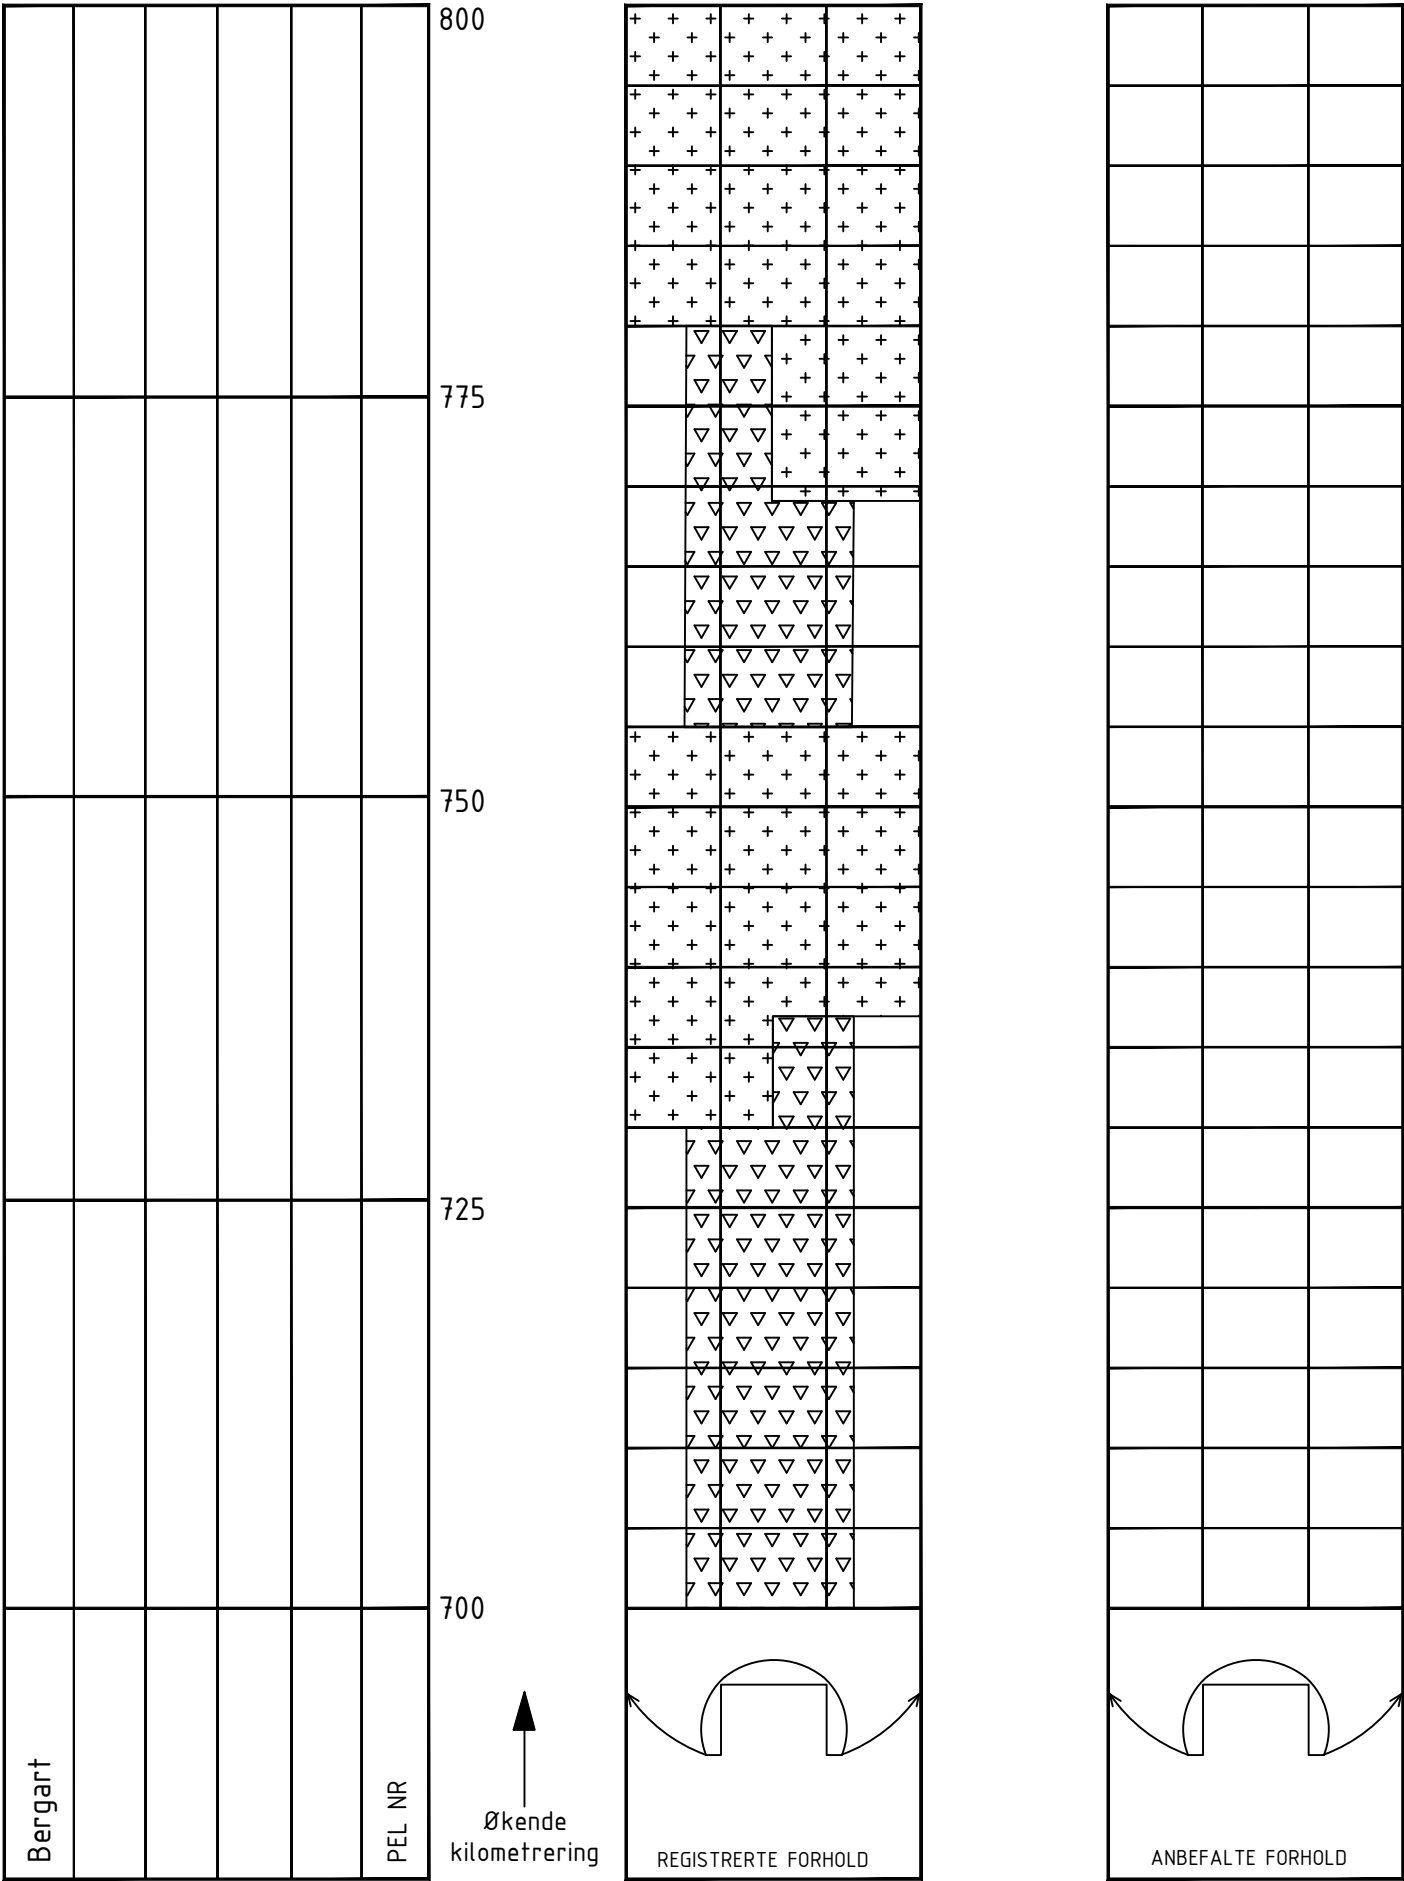 800
775
750
725
700
Bergart
PEL NR
Økende
kilometrering
REGISTRERTE FORHOLD
ANBEFALTE FORHOLD